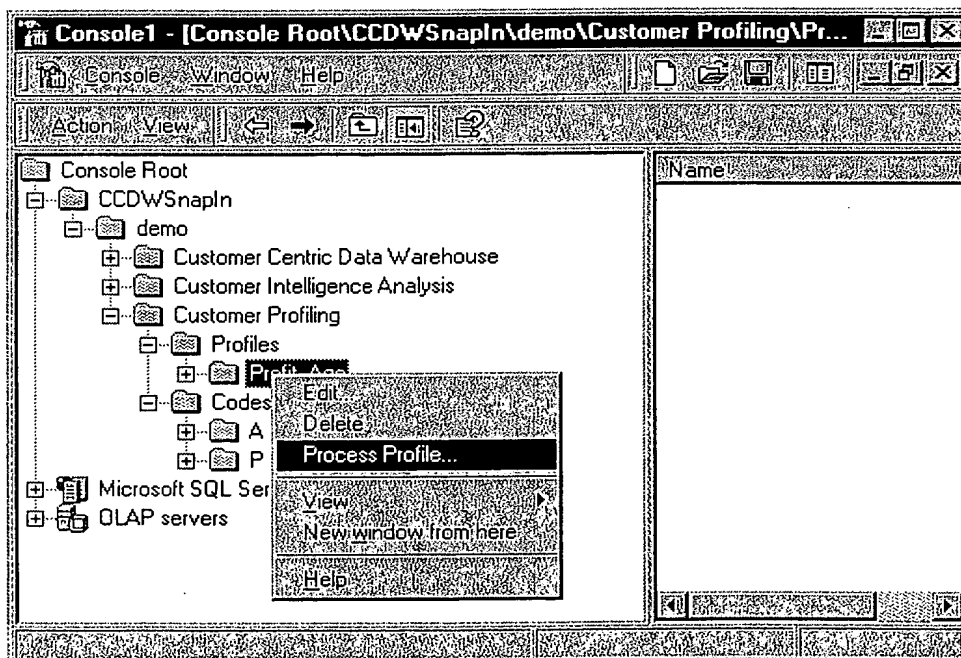 Console1 - [Console Root\CCDWSnapIn\demo\Customer Profiling\Pr...
Console Window Help
Action View
Console Root
CCDWSnapIn
demo
Customer Centric Data Warehouse
Customer Intelligence Analysis
Customer Profiling
Profiles
Profit-Age
Codes
A
P
Microsoft SQL Ser
OLAP servers
Name
Edit...
Delete
Process Profile...
View
New window from here
Help